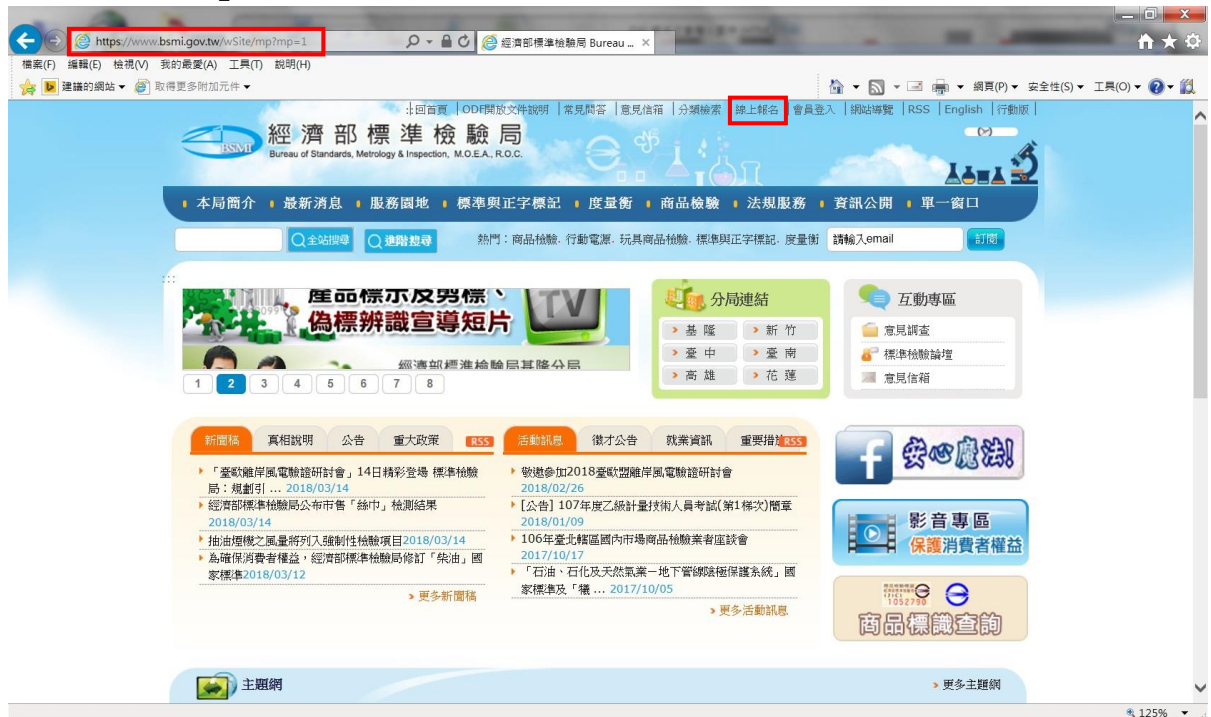 https://www.bsmi.gov.tw/wSite/mp?mp=1
經濟部標準檢驗局 Bureau ...
檔案(F) 編輯(E) 檢視(V) 我的最愛(A) 工具(T) 說明(H)
建議的網站 取得更多附加元件
網頁(P) 安全性(S) 工具(O)
:::回首頁 | ODF開放文件說明 | 常見問答 | 意見信箱 | 分類檢索 | 線上報名 | 會員登入 | 網站導覽 | RSS | English | 行動版 |
BSMI 經濟部標準檢驗局
Bureau of Standards, Metrology & Inspection, M.O.E.A., R.O.C.
本局簡介 最新消息 服務園地 標準與正字標記 度量衡 商品檢驗 法規服務 資訊公開 單一窗口
全站搜尋 進階搜尋 熱門：商品檢驗. 行動電源. 玩具商品檢驗. 標準與正字標記. 度量衡 請輸入email 訂閱
:::
產品標示及剪標、
偽標辨識宣導短片
TV
經濟部標準檢驗局基隆分局
1 2 3 4 5 6 7 8
分局連結
基隆 新竹
臺中 臺南
高雄 花蓮
互動專區
意見調查
標準檢驗論壇
意見信箱
新聞稿 真相說明 公告 重大政策 RSS
「臺歐離岸風電驗證研討會」14日精彩登場 標準檢驗
局：規劃引 ... 2018/03/14
經濟部標準檢驗局公布市售「絲巾」檢測結果
2018/03/14
抽油煙機之風量將列入強制性檢驗項目2018/03/14
為確保消費者權益，經濟部標準檢驗局修訂「柴油」國
家標準2018/03/12
更多新聞稿
活動訊息 徵才公告 就業資訊 重要措施 RSS
敬邀參加2018臺歐盟離岸風電驗證研討會
2018/02/26
[公告] 107年度乙級計量技術人員考試(第1梯次)簡章
2018/01/09
106年臺北轄區國內市場商品檢驗業者座談會
2017/10/17
「石油、石化及天然氣業－地下管線陰極保護系統」國
家標準及「犧 ... 2017/10/05
更多活動訊息
f 安心魔法!
影音專區
保護消費者權益
1052798
商品標識查詢
主題網
更多主題網
125%